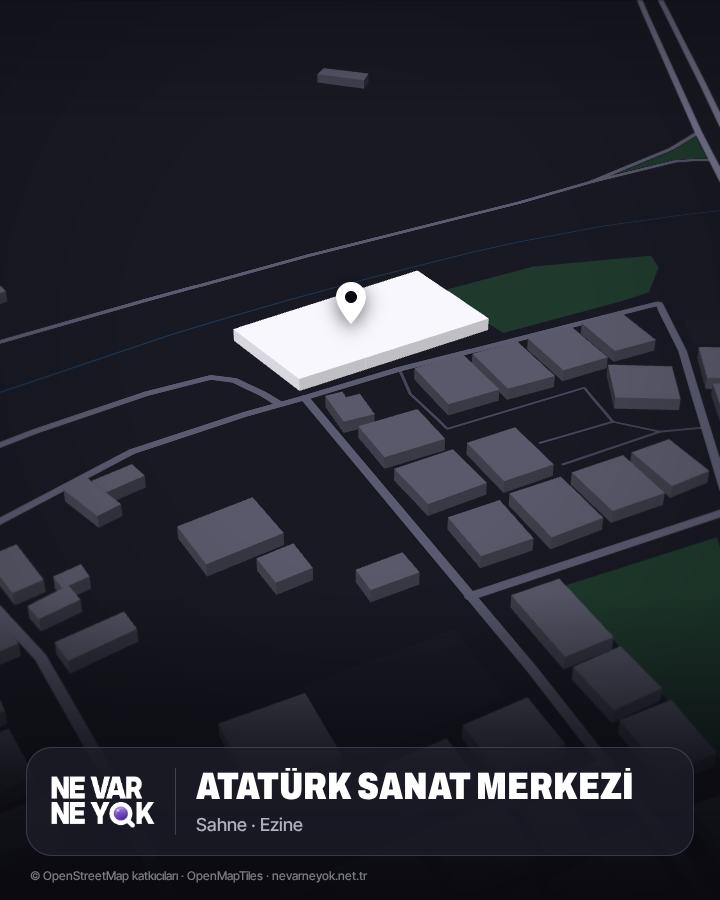 NE VAR
NE YOK
ATATÜRK SANAT MERKEZİ
Sahne · Ezine
© OpenStreetMap katkıcıları · OpenMapTiles · nevarneyok.net.tr